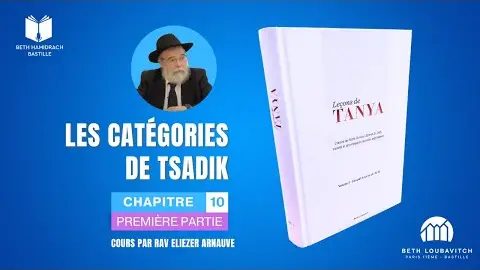 BETH HAMIDRACH
BASTILLE
LES CATÉGORIES
DE TSADIK
CHAPITRE 10
PREMIÈRE PARTIE
COURS PAR RAV ELIEZER ARNAUVE
Leçons de
TANYA
TANYA
BETH LOUBAVITCH
PARIS 11ÈME - BASTILLE